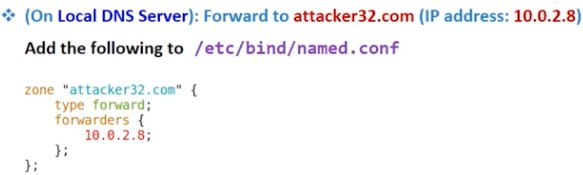 ❖ (On Local DNS Server): Forward to attacker32.com (IP address: 10.0.2.8)
Add the following to /etc/bind/named.conf
zone "attacker32.com" {
    type forward;
    forwarders {
        10.0.2.8;
    };
};